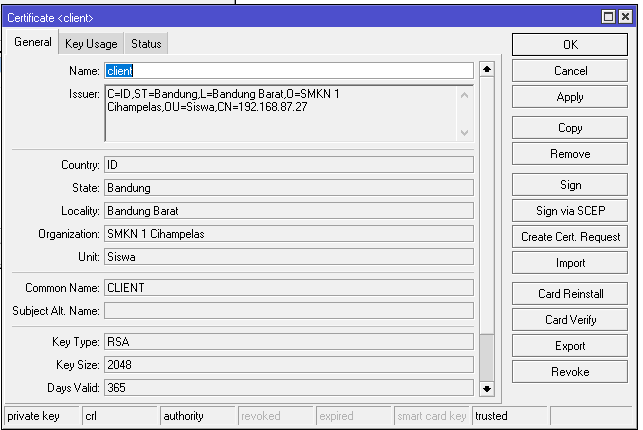 Certificate <client>
General Key Usage Status
Name: client
Issuer: C=ID,ST=Bandung,L=Bandung Barat,O=SMKN 1
Cihampelas,OU=Siswa,CN=192.168.87.27
Country: ID
State: Bandung
Locality: Bandung Barat
Organization: SMKN 1 Cihampelas
Unit: Siswa
Common Name: CLIENT
Subject Alt. Name:
Key Type: RSA
Key Size: 2048
Days Valid: 365
OK
Cancel
Apply
Copy
Remove
Sign
Sign via SCEP
Create Cert. Request
Import
Card Reinstall
Card Verify
Export
Revoke
private key crl authority revoked expired smart card key trusted